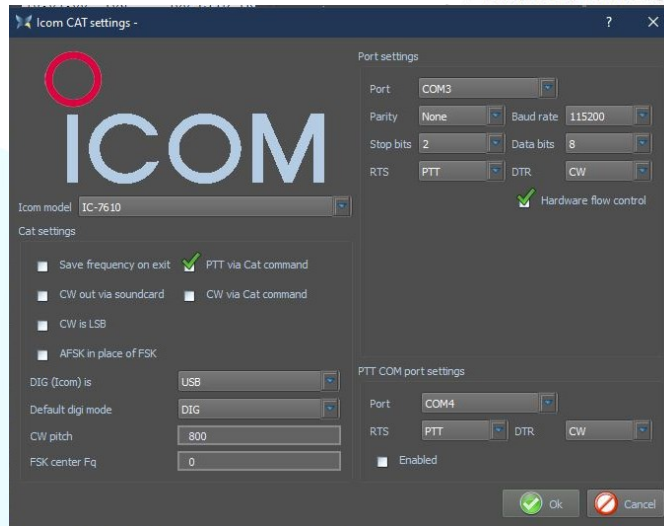 Icom CAT settings - ? ×
ICOM
Icom model IC-7610
Cat settings
Save frequency on exit PTT via Cat command
CW out via soundcard CW via Cat command
CW is LSB
AFSK in place of FSK
DIG (Icom) is USB
Default digi mode DIG
CW pitch 800
FSK center Fq 0
Port settings
Port COM3
Parity None Baud rate 115200
Stop bits 2 Data bits 8
RTS PTT DTR CW
Hardware flow control
PTT COM port settings
Port COM4
RTS PTT DTR CW
Enabled
Ok Cancel